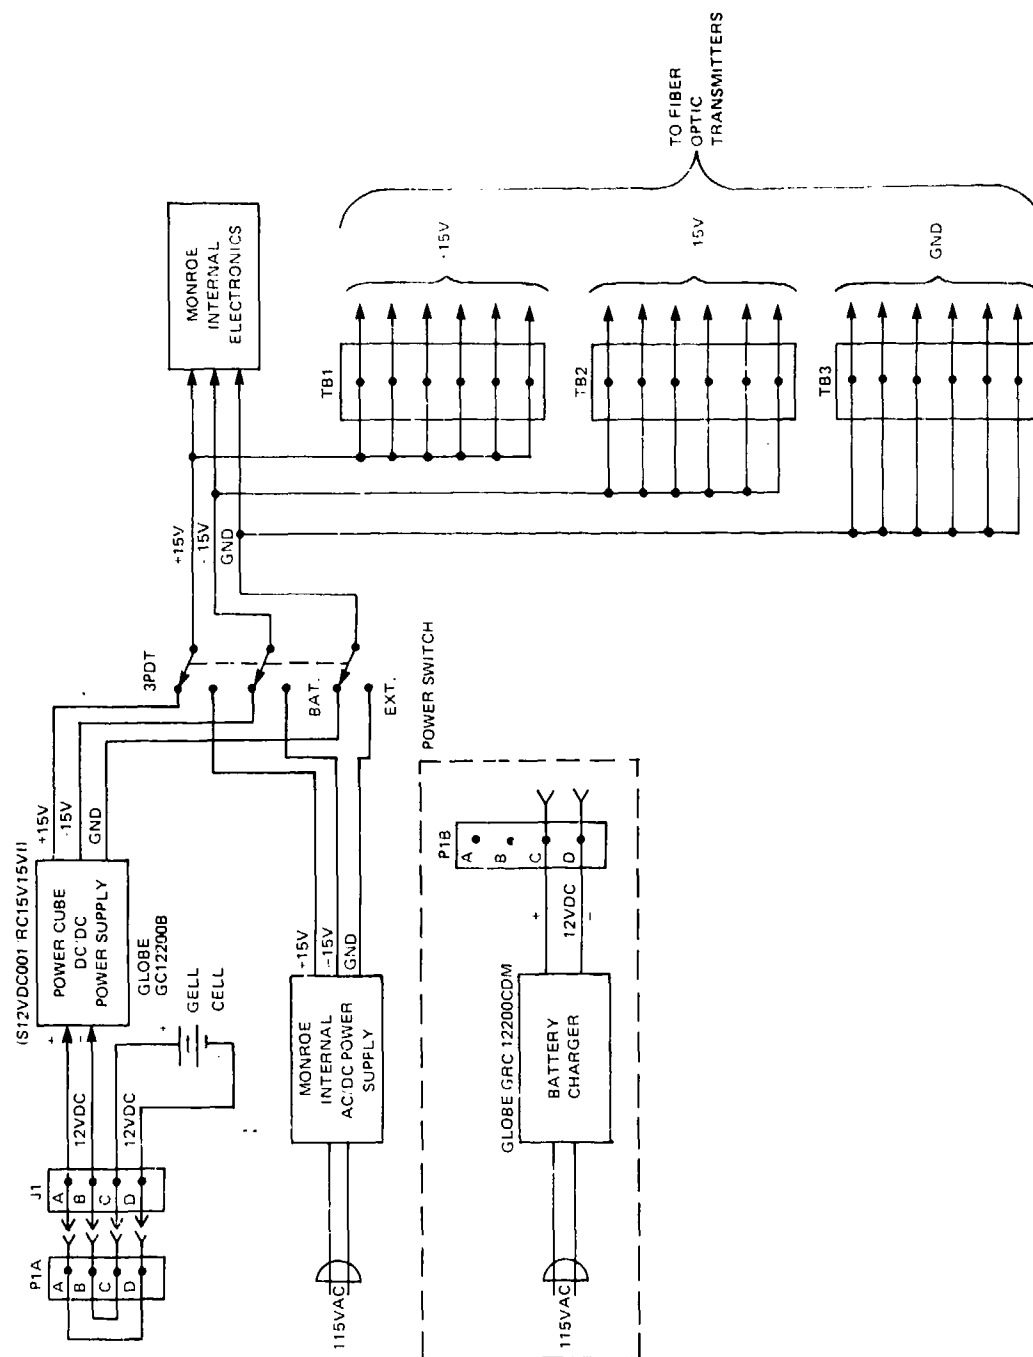 P1A
A
B
C
D
J1
A
B
C
D
12VDC
12VDC
+
−
(S12VDC001 RC15V15VI)
POWER CUBE
DC/DC
POWER SUPPLY
GLOBE
GC12200B
+
GELL
CELL
+15V
-15V
GND
3PDT
BAT.
EXT.
POWER SWITCH
+15V
-15V
GND
MONROE
INTERNAL
ELECTRONICS
115VAC
MONROE
INTERNAL
AC/DC POWER
SUPPLY
+15V
−15V
GND
115VAC
GLOBE GRC 12200CDM
BATTERY
CHARGER
+
12VDC
−
P1B
A
B
C
D
TB1
TB2
TB3
15V
GND
TO FIBER
OPTIC
TRANSMITTERS